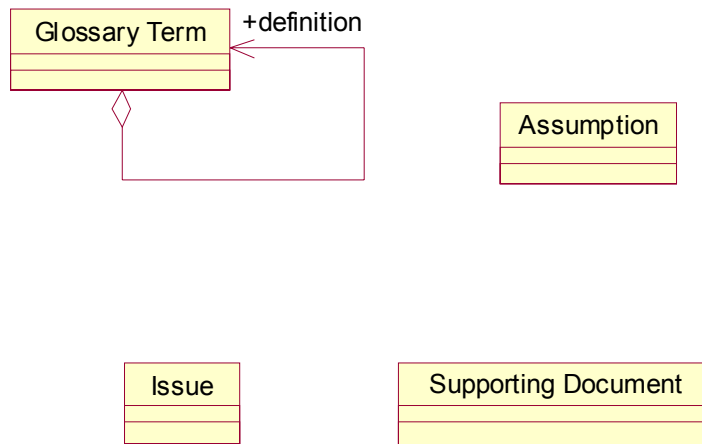 Glossary Term
+definition
Assumption
Issue
Supporting Document